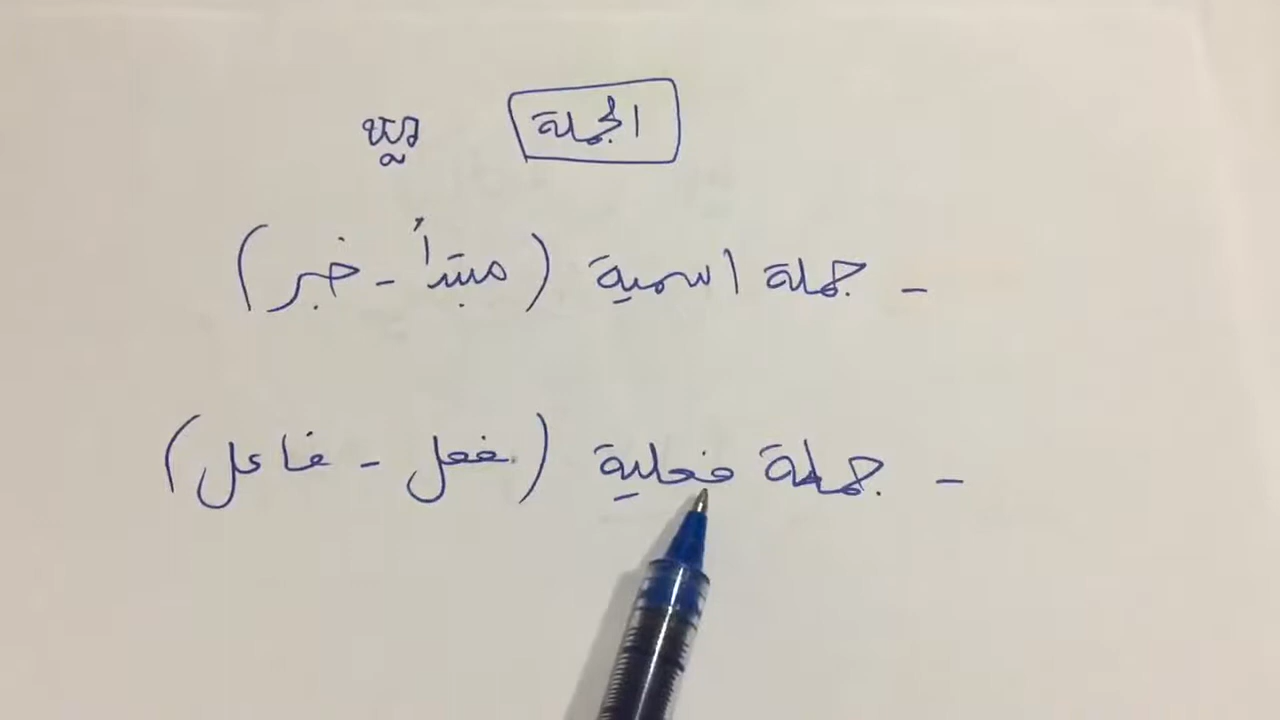 الجملة
- جملة اسمية (مبتدأ - خبر)
- جملة فعلية (فعل - فاعل)